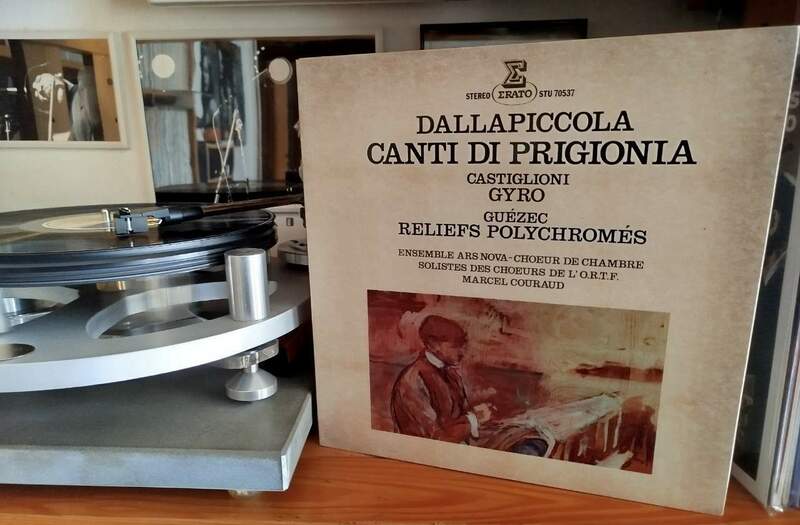 Σ
STEREO ΣRATO STU 70537
DALLAPICCOLA
CANTI DI PRIGIONIA
CASTIGLIONI
GYRO
GUÉZEC
RELIEFS POLYCHROMÉS
ENSEMBLE ARS NOVA-CHOEUR DE CHAMBRE
SOLISTES DES CHOEURS DE L'O.R.T.F.
MARCEL COURAUD